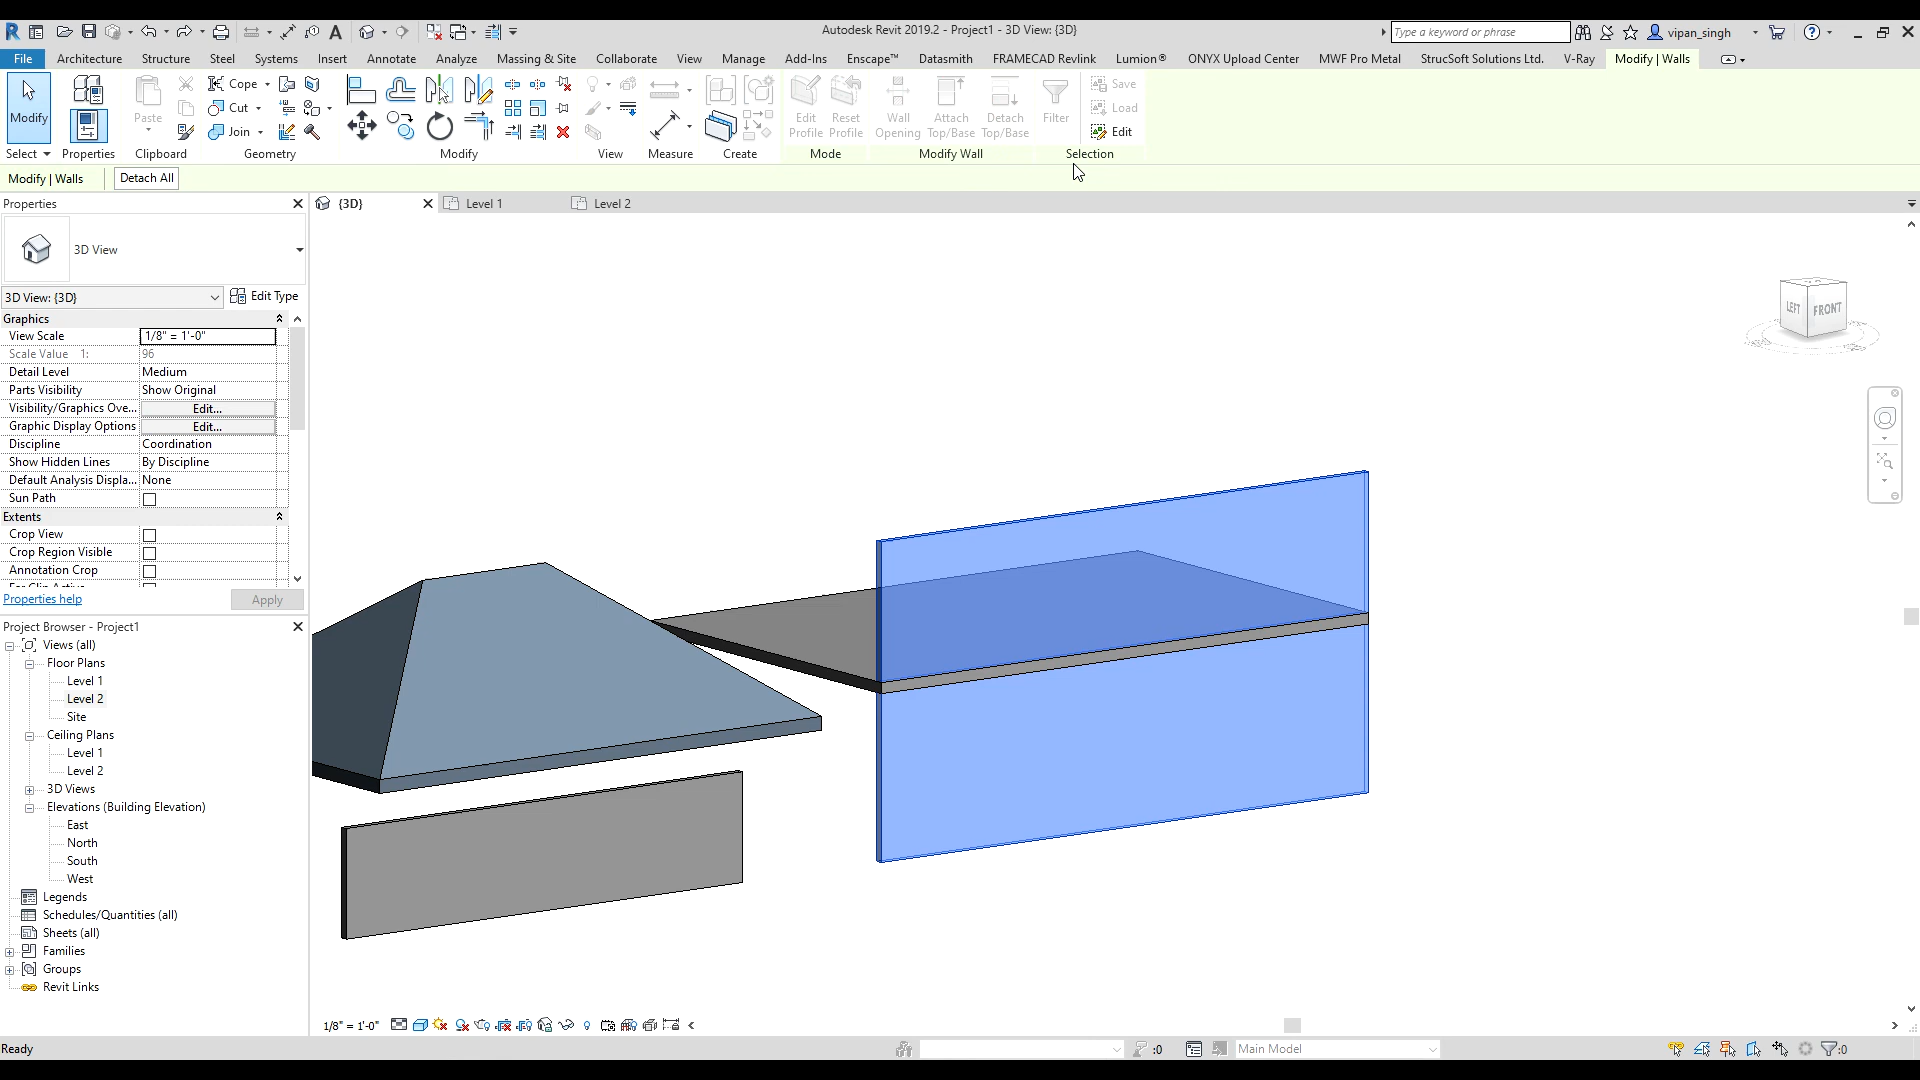 Autodesk Revit 2019.2 - Project1 - 3D View: {3D}
Type a keyword or phrase
vipan_singh
File Architecture Structure Steel Systems Insert Annotate Analyze Massing & Site Collaborate View Manage Add-Ins Enscape™ Datasmith FRAMECAD Revlink Lumion® ONYX Upload Center MWF Pro Metal StrucSoft Solutions Ltd. V-Ray Modify | Walls
Modify
Paste
Cope
Cut
Join
Edit Profile
Reset Profile
Wall Opening
Attach Top/Base
Detach Top/Base
Filter
Save
Load
Edit
Select Properties Clipboard Geometry Modify View Measure Create Mode Modify Wall Selection
Modify | Walls Detach All
Properties
{3D} Level 1 Level 2
3D View
3D View: {3D} Edit Type
Graphics
View Scale 1/8" = 1'-0"
Scale Value 1: 96
Detail Level Medium
Parts Visibility Show Original
Visibility/Graphics Ove... Edit...
Graphic Display Options Edit...
Discipline Coordination
Show Hidden Lines By Discipline
Default Analysis Displa... None
Sun Path
Extents
Crop View
Crop Region Visible
Annotation Crop
Properties help Apply
Project Browser - Project1
Views (all)
Floor Plans
Level 1
Level 2
Site
Ceiling Plans
Level 1
Level 2
3D Views
Elevations (Building Elevation)
East
North
South
West
Legends
Schedules/Quantities (all)
Sheets (all)
Families
Groups
Revit Links
LEFT FRONT
1/8" = 1'-0"
Ready
:0
Main Model
:0